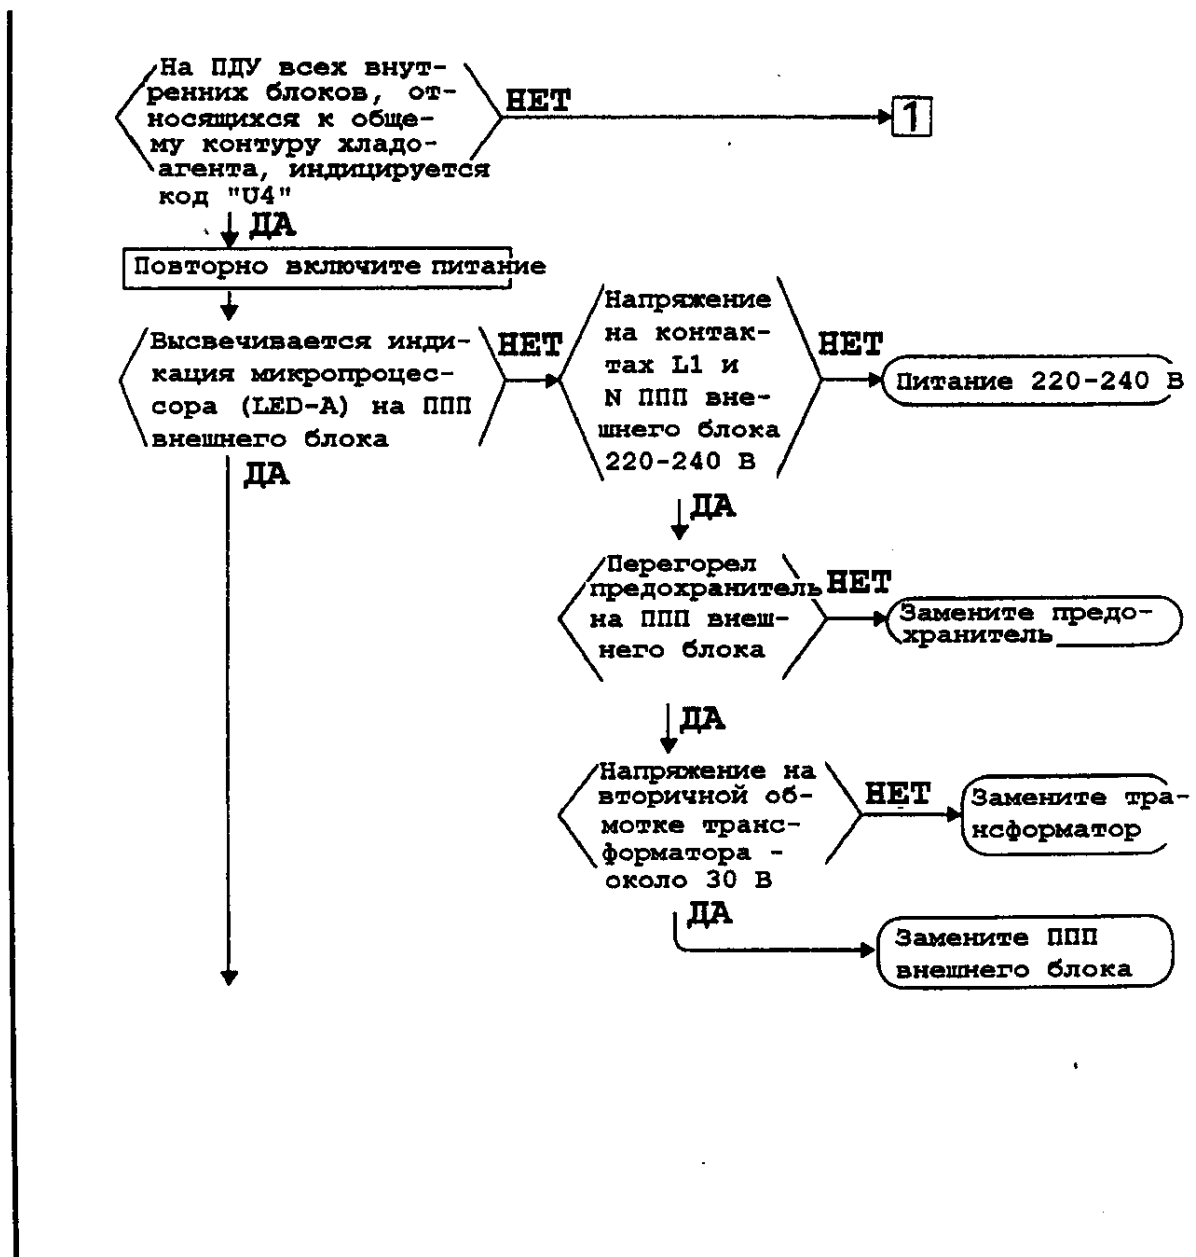 На ПДУ всех внут-
ренних блоков, от-
носящихся к обще-
му контуру хладо-
агента, индицируется
код "U4"
НЕТ
1
ДА
Повторно включите питание
Высвечивается инди-
кация микропроцес-
сора (LED-A) на ППП
внешнего блока
НЕТ
Напряжение
на контак-
тах L1 и
N ППП вне-
шнего блока
220-240 В
НЕТ
Питание 220-240 В
ДА
ДА
Перегорел
предохранитель
на ППП внеш-
него блока
НЕТ
Замените предо-
хранитель
ДА
Напряжение на
вторичной об-
мотке транс-
форматора -
около 30 В
НЕТ
Замените тра-
нсформатор
ДА
Замените ППП
внешнего блока